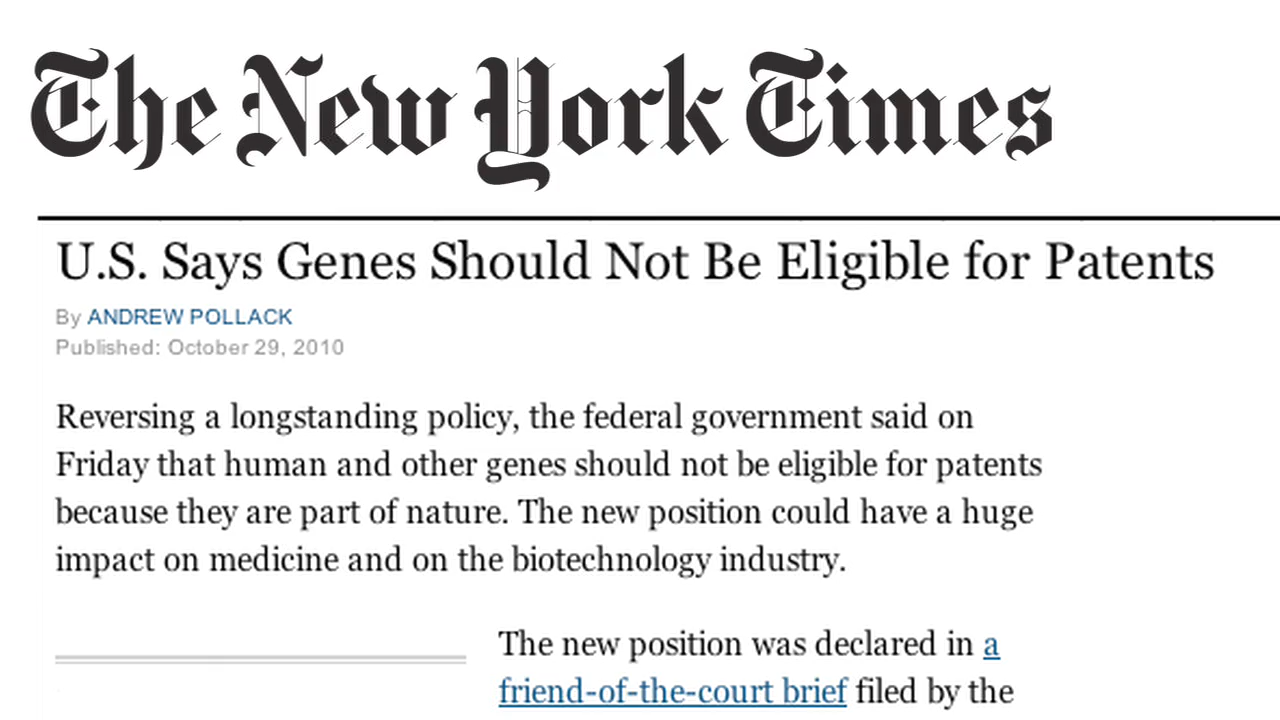 The New York Times
U.S. Says Genes Should Not Be Eligible for Patents
By ANDREW POLLACK
Published: October 29, 2010
Reversing a longstanding policy, the federal government said on
Friday that human and other genes should not be eligible for patents
because they are part of nature. The new position could have a huge
impact on medicine and on the biotechnology industry.
The new position was declared in a
friend-of-the-court brief filed by the